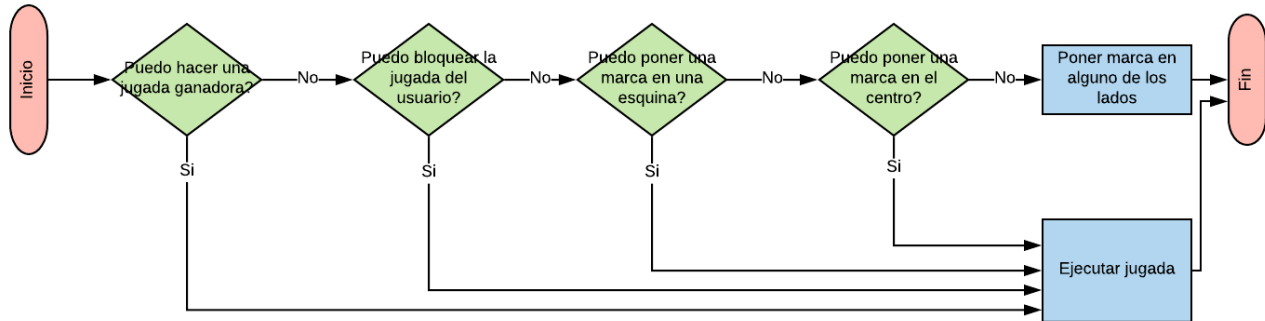 Inicio
Puedo hacer una
jugada ganadora?
No
Puedo bloquear la
jugada del
usuario?
No
Puedo poner una
marca en una
esquina?
No
Puedo poner una
marca en el
centro?
No
Poner marca en
alguno de los
lados
Fin
Si
Si
Si
Si
Ejecutar jugada